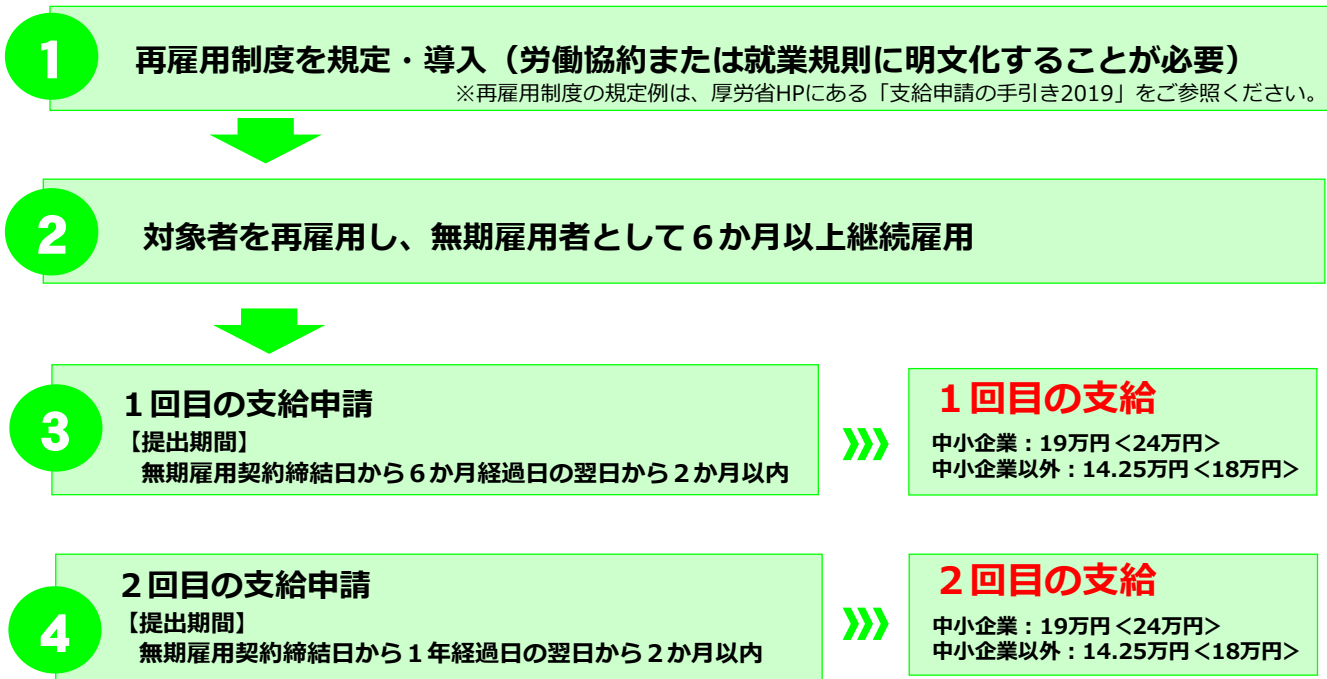 1
再雇用制度を規定・導入（労働協約または就業規則に明文化することが必要）
※再雇用制度の規定例は、厚労省HPにある「支給申請の手引き2019」をご参照ください。
2
対象者を再雇用し、無期雇用者として６か月以上継続雇用
3
１回目の支給申請
【提出期間】
無期雇用契約締結日から６か月経過日の翌日から２か月以内
１回目の支給
中小企業：19万円＜24万円＞
中小企業以外：14.25万円＜18万円＞
4
２回目の支給申請
【提出期間】
無期雇用契約締結日から１年経過日の翌日から２か月以内
２回目の支給
中小企業：19万円＜24万円＞
中小企業以外：14.25万円＜18万円＞